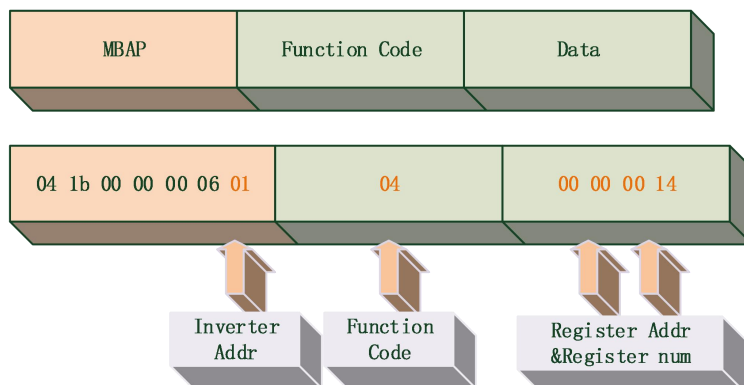 MBAP Function Code Data
04 1b 00 00 00 06 01 04 00 00 00 14
Inverter Addr
Function Code
Register Addr
&Register num